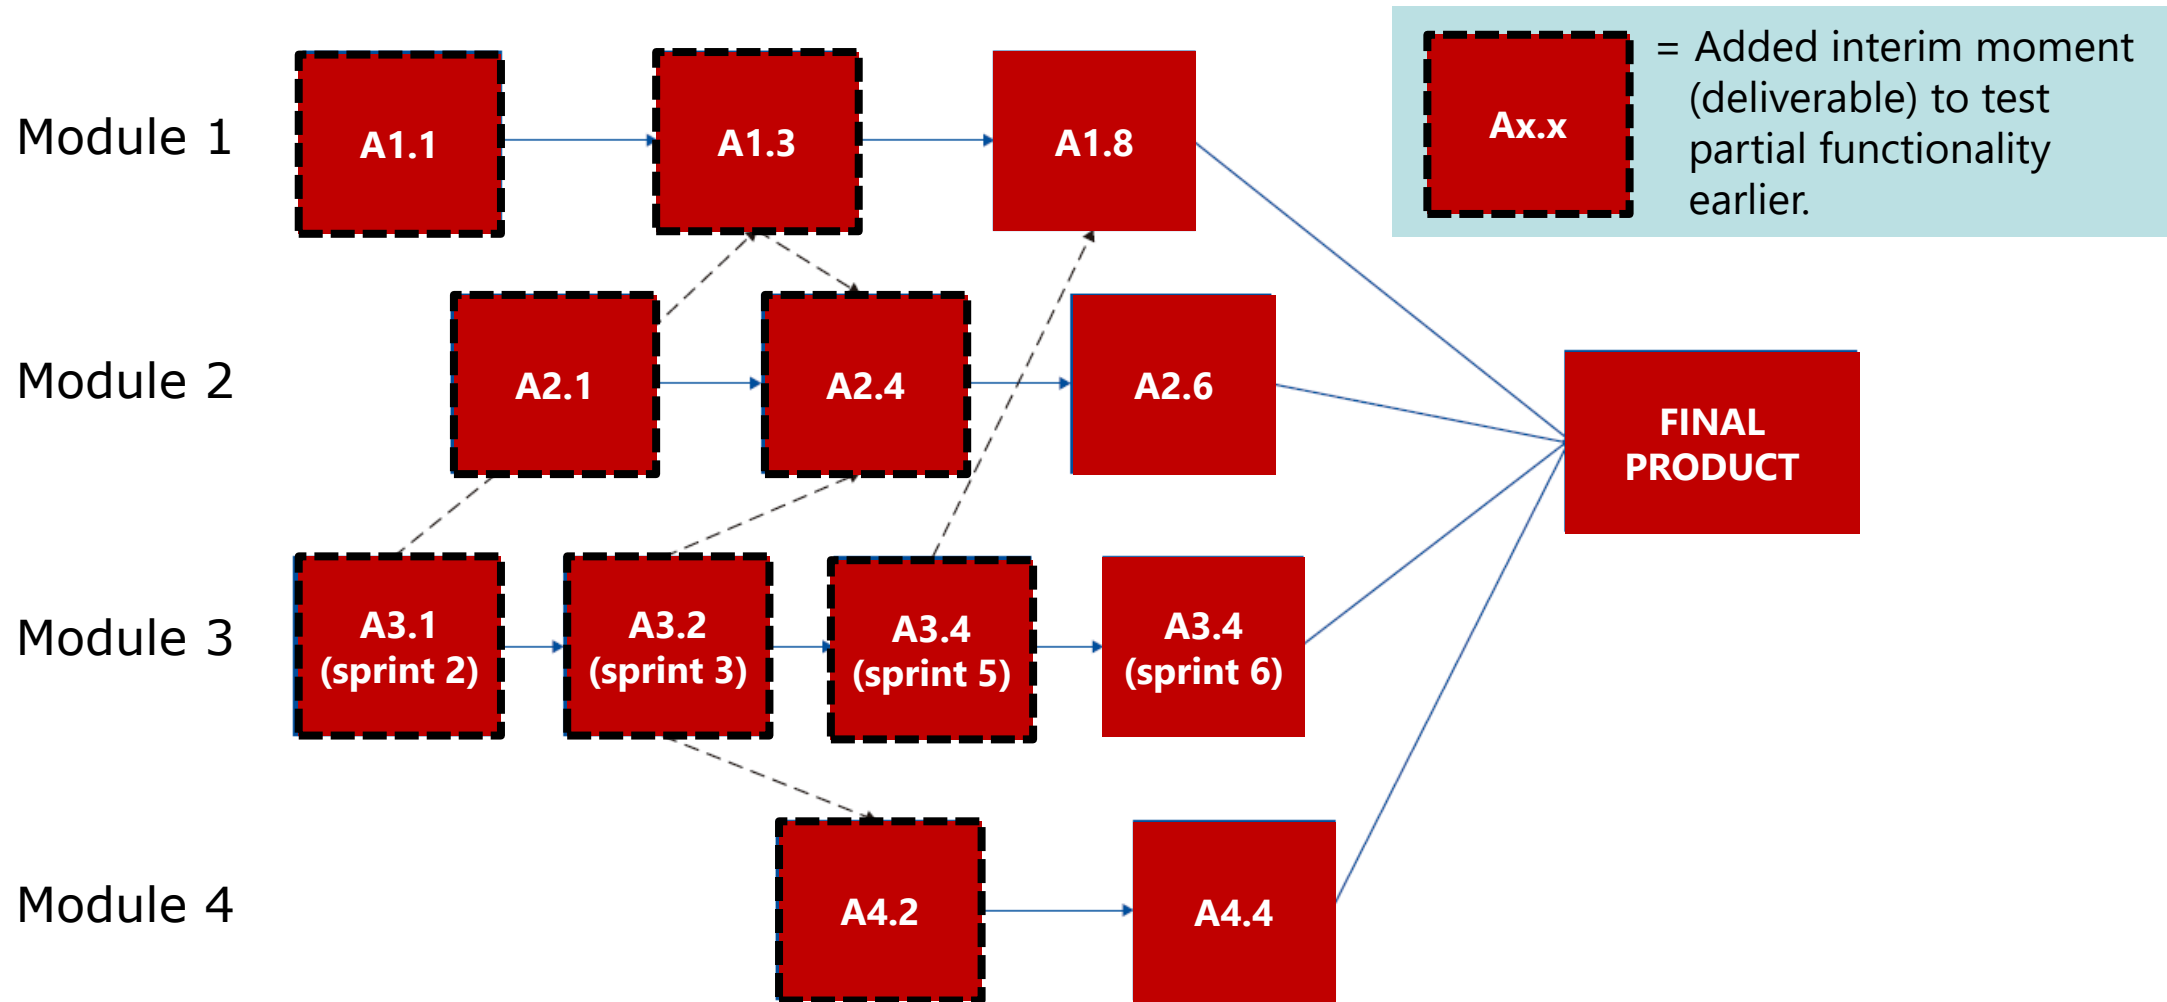 Module 1
A1.1
A1.3
A1.8
Ax.x
= Added interim moment
(deliverable) to test
partial functionality
earlier.
Module 2
A2.1
A2.4
A2.6
FINAL
PRODUCT
Module 3
A3.1
(sprint 2)
A3.2
(sprint 3)
A3.4
(sprint 5)
A3.4
(sprint 6)
Module 4
A4.2
A4.4